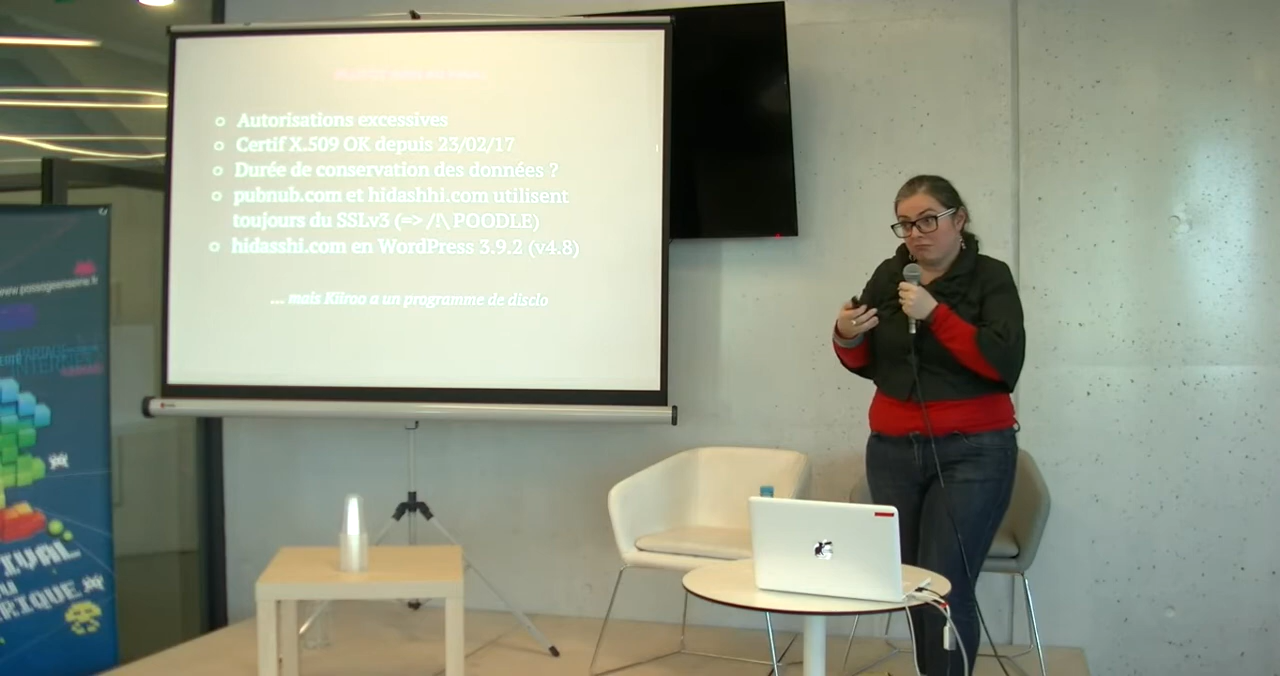 Autorisations excessives
Certif X.509 OK depuis 23/02/17
Durée de conservation des données ?
pubnub.com et hidashhi.com utilisent
toujours du SSLv3 (=> /!\ POODLE)
hidasshi.com en WordPress 3.9.2 (v4.8)
... mais Kiiroo a un programme de disclo
IVAL